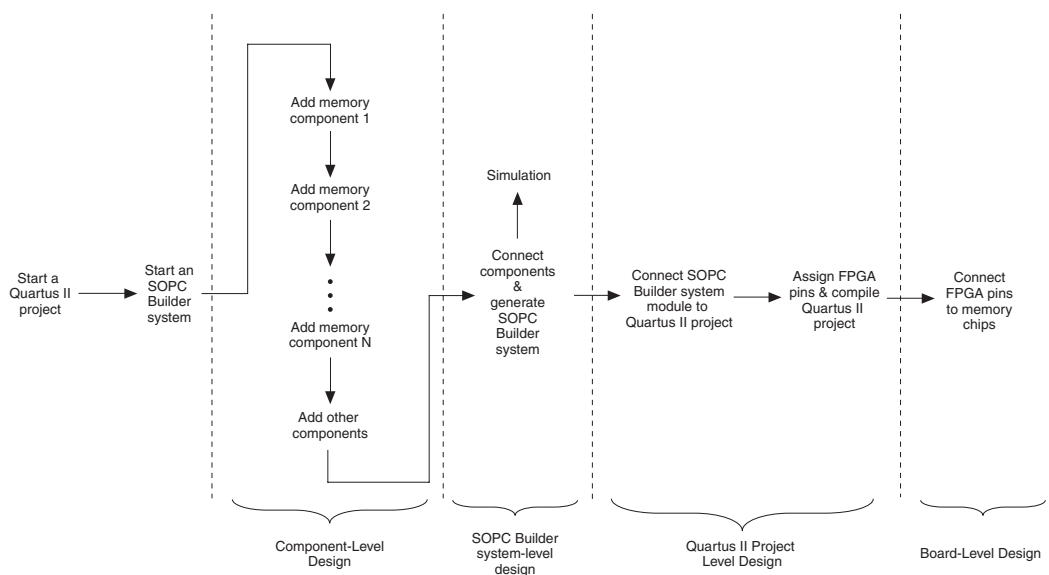 Start a
Quartus II
project
Start an
SOPC
Builder
system
Add memory
component 1
Add memory
component 2
Add memory
component N
Add other
components
Simulation
Connect
components
&
generate
SOPC
Builder
system
Connect SOPC
Builder system
module to
Quartus II project
Assign FPGA
pins & compile
Quartus II
project
Connect
FPGA pins
to memory
chips
Component-Level
Design
SOPC Builder
system-level
design
Quartus II Project
Level Design
Board-Level Design